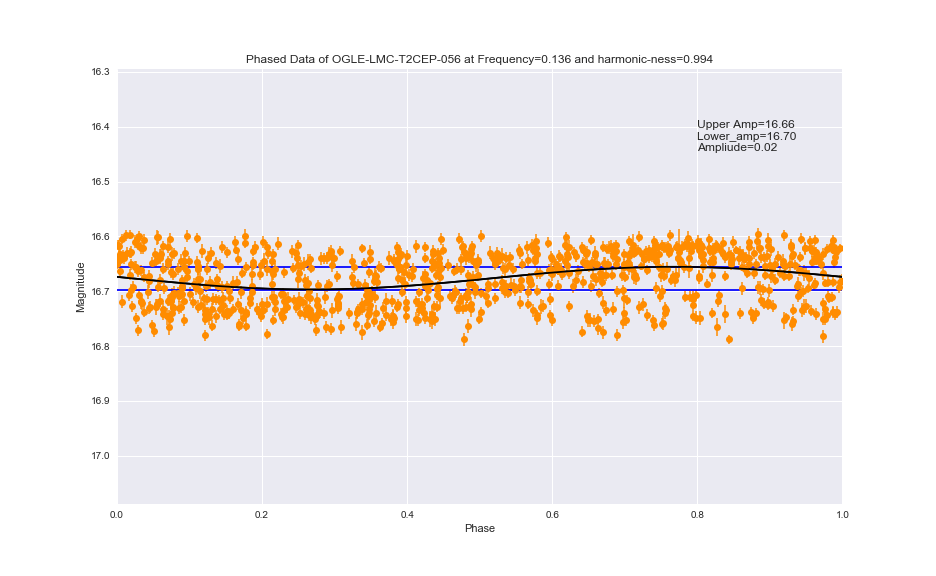 Phased Data of OGLE-LMC-T2CEP-056 at Frequency=0.136 and harmonic-ness=0.994
16.3
16.4
Upper Amp=16.66
Lower_amp=16.70
Ampliude=0.02
16.5
16.6
Magnitude
16.7
16.8
16.9
17.0
0.0
0.2
0.4
0.6
0.8
1.0
Phase